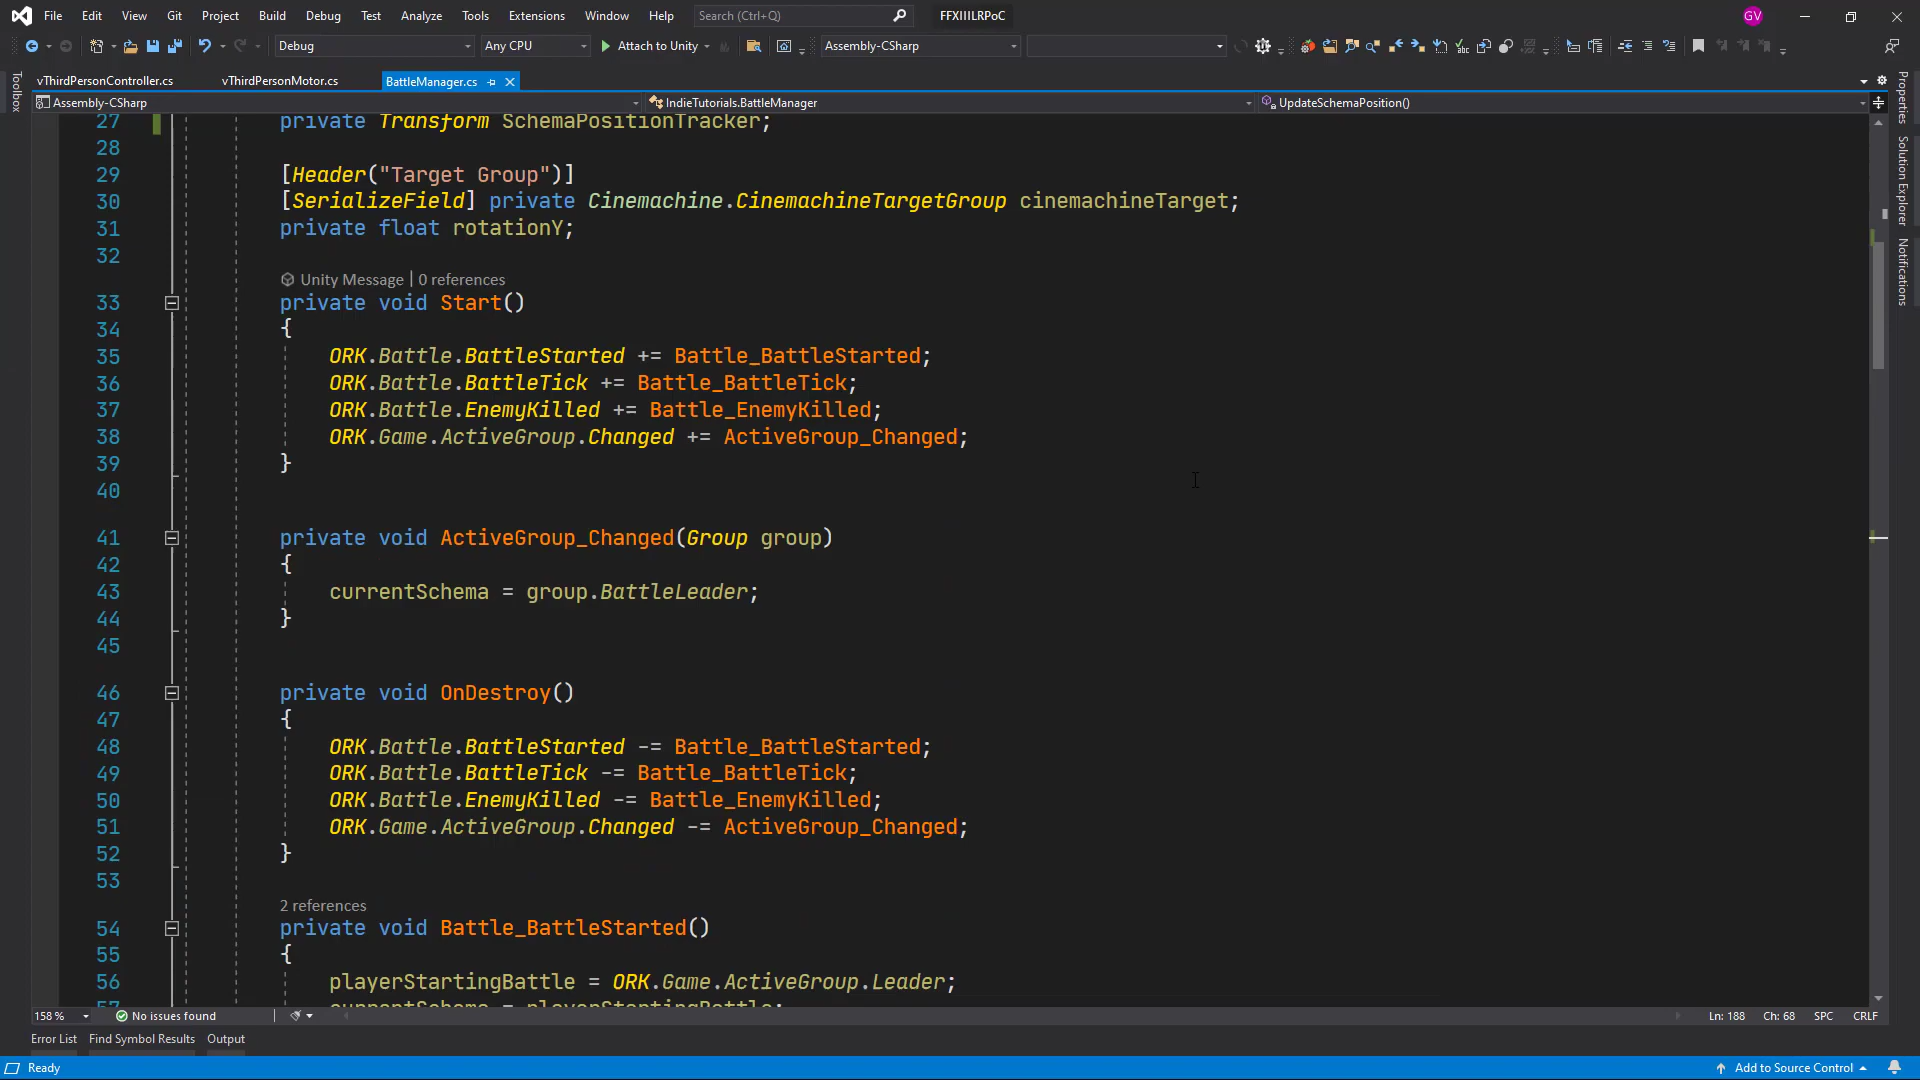 File Edit View Git Project Build Debug Test Analyze Tools Extensions Window Help Search (Ctrl+Q) FFXIIILRPoC GV
Debug Any CPU Attach to Unity Assembly-CSharp
vThirdPersonController.cs vThirdPersonMotor.cs BattleManager.cs
Assembly-CSharp IndieTutorials.BattleManager UpdateSchemaPosition()
Toolbox
Properties
Solution Explorer
Notifications
27 private Transform SchemaPositionTracker;
28
29 [Header("Target Group")]
30 [SerializeField] private Cinemachine.CinemachineTargetGroup cinemachineTarget;
31 private float rotationY;
32
Unity Message | 0 references
33 private void Start()
34 {
35 ORK.Battle.BattleStarted += Battle_BattleStarted;
36 ORK.Battle.BattleTick += Battle_BattleTick;
37 ORK.Battle.EnemyKilled += Battle_EnemyKilled;
38 ORK.Game.ActiveGroup.Changed += ActiveGroup_Changed;
39 }
40
41 private void ActiveGroup_Changed(Group group)
42 {
43 currentSchema = group.BattleLeader;
44 }
45
46 private void OnDestroy()
47 {
48 ORK.Battle.BattleStarted -= Battle_BattleStarted;
49 ORK.Battle.BattleTick -= Battle_BattleTick;
50 ORK.Battle.EnemyKilled -= Battle_EnemyKilled;
51 ORK.Game.ActiveGroup.Changed -= ActiveGroup_Changed;
52 }
53
2 references
54 private void Battle_BattleStarted()
55 {
56 playerStartingBattle = ORK.Game.ActiveGroup.Leader;
57 currentSchema = playerStartingBattle;
158 % No issues found Ln: 188 Ch: 68 SPC CRLF
Error List Find Symbol Results Output
Ready Add to Source Control